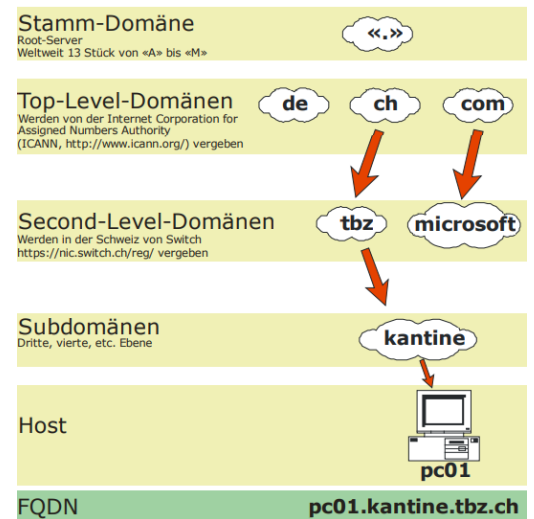 Stamm-Domäne
Root-Server
Weltweit 13 Stück von «A» bis «M»
«.»
Top-Level-Domänen
Werden von der Internet Corporation for
Assigned Numbers Authority
(ICANN, http://www.icann.org/) vergeben
de
ch
com
Second-Level-Domänen
Werden in der Schweiz von Switch
https://nic.switch.ch/reg/ vergeben
tbz
microsoft
Subdomänen
Dritte, vierte, etc. Ebene
kantine
Host
pc01
FQDN
pc01.kantine.tbz.ch